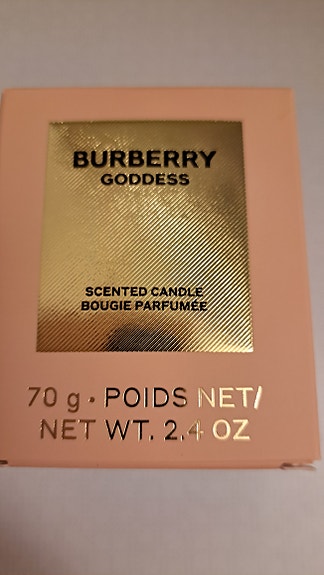 BURBERRY
GODDESS
SCENTED CANDLE
BOUGIE PARFUMÉE
70 g • POIDS NET/
NET WT. 2.4 OZ